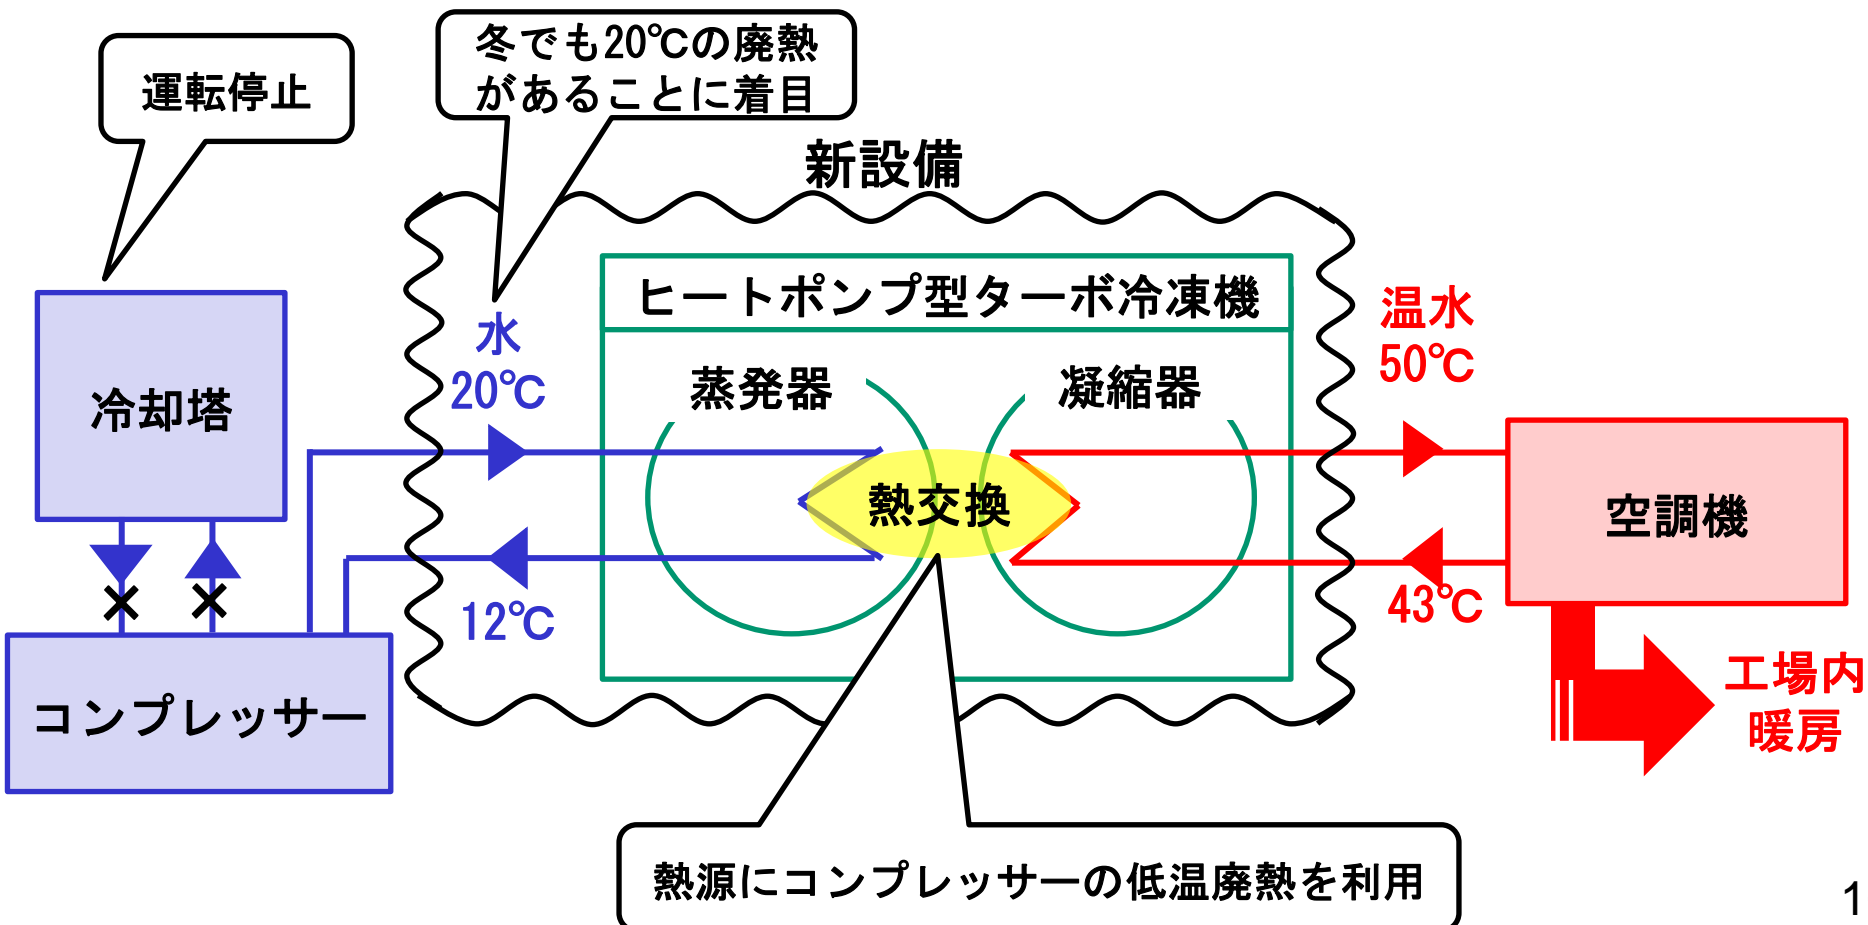 運転停止
冬でも20℃の廃熱
があることに着目
新設備
ヒートポンプ型ターボ冷凍機
水
20℃
蒸発器
凝縮器
温水
50℃
冷却塔
熱交換
空調機
12℃
43℃
コンプレッサー
工場内
暖房
熱源にコンプレッサーの低温廃熱を利用
1